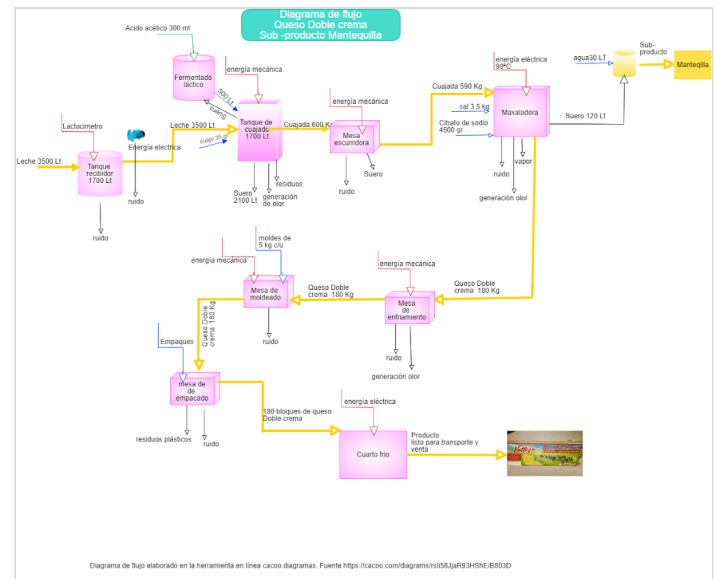 Diagrama de flujo
Queso Doble crema
Sub -producto Mantequilla
Acido acético 300 ml
Fermentado
láctico
energía mecánica
500 Lt
Suero
Lactocimetro
Leche 3500 Lt
Tanque
recibidor
1700 Lt
ruido
Energía electrica
ruido
Leche 3500 Lt
cuajo 35 gr
Tanque de
cuajado
1700 Lt
Suero
2100 Lt
generación
de olor
residuos
Cuajada 600 Kg
energía mecánica
Mesa
escurridora
ruido
Suero
Cuajada 590 Kg
energía eléctrica
90ºC
sal 3.5 kg
Citrato de sodio
4500 gr
Maxaladora
ruido
vapor
generación olor
Suero 120 Lt
agua30 LT
Sub-
producto
Manteqilla
Queso Doble
crema 180 Kg
energía mecánica
Mesa
de
enfriamiento
ruido
generación olor
Queso Doble
crema 180 Kg
moldes de
5 kg c/u
energía mecánica
Mesa de
moldeado
ruido
Queso Doble
crema 180 Kg
Empaques
mesa de
de
empacado
residuos plásticos
ruido
180 bloques de queso
Doble crema
energía eléctrica
Cuarto frio
Producto
listo para transporte y
venta
Diagrama de flujo elaborado en la herramienta en línea cacoo.diagramas. Fuente https://cacoo.com/diagrams/rsIi58JjaR93HShE/B803D